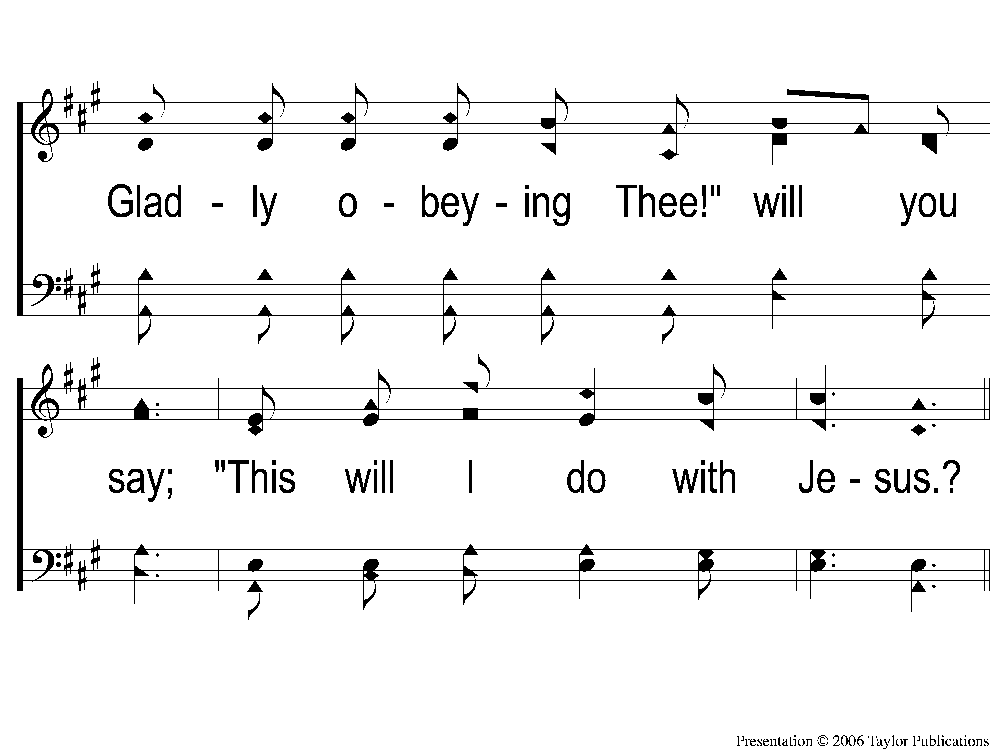 Glad - ly o - bey - ing Thee!" will you
say; "This will I do with Je - sus.?
Presentation © 2006 Taylor Publications